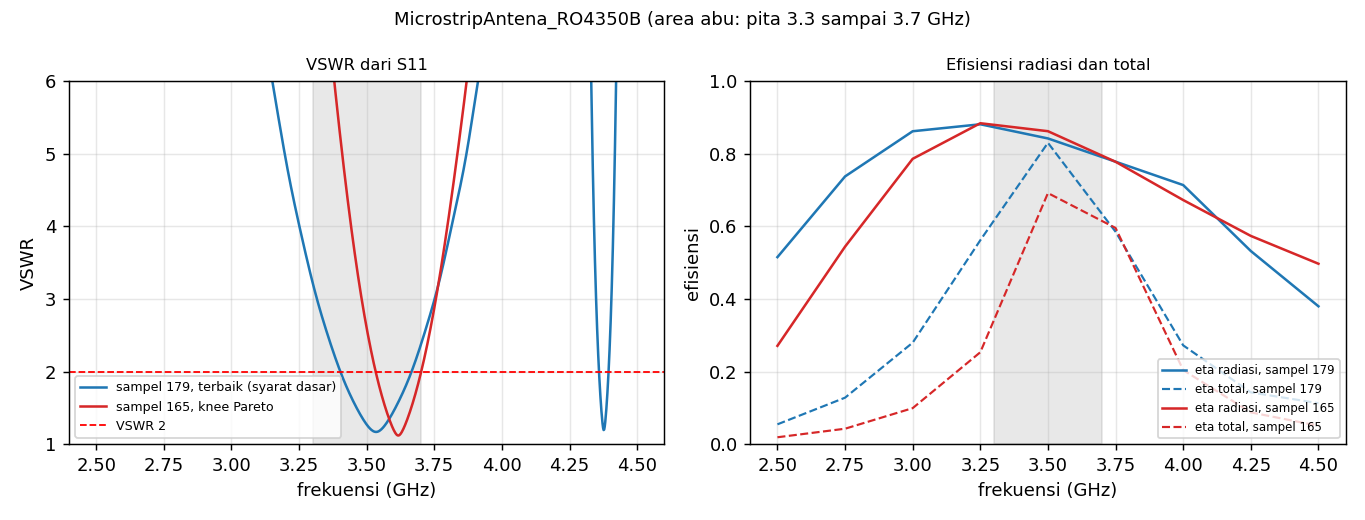 MicrostripAntena_RO4350B (area abu: pita 3.3 sampai 3.7 GHz)
VSWR dari S11
6
5
4
3
2
1
VSWR
sampel 179, terbaik (syarat dasar)
sampel 165, knee Pareto
VSWR 2
2.50 2.75 3.00 3.25 3.50 3.75 4.00 4.25 4.50
frekuensi (GHz)
Efisiensi radiasi dan total
1.0
0.8
0.6
0.4
0.2
0.0
efisiensi
eta radiasi, sampel 179
eta total, sampel 179
eta radiasi, sampel 165
eta total, sampel 165
2.50 2.75 3.00 3.25 3.50 3.75 4.00 4.25 4.50
frekuensi (GHz)